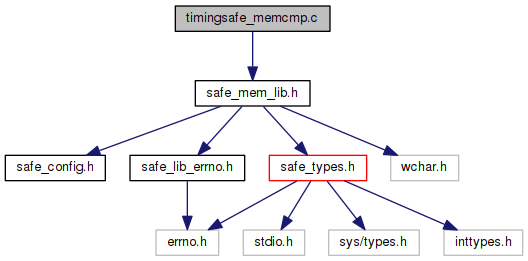 timingsafe_memcmp.c
safe_mem_lib.h
safe_config.h
safe_lib_errno.h
safe_types.h
wchar.h
errno.h
stdio.h
sys/types.h
inttypes.h